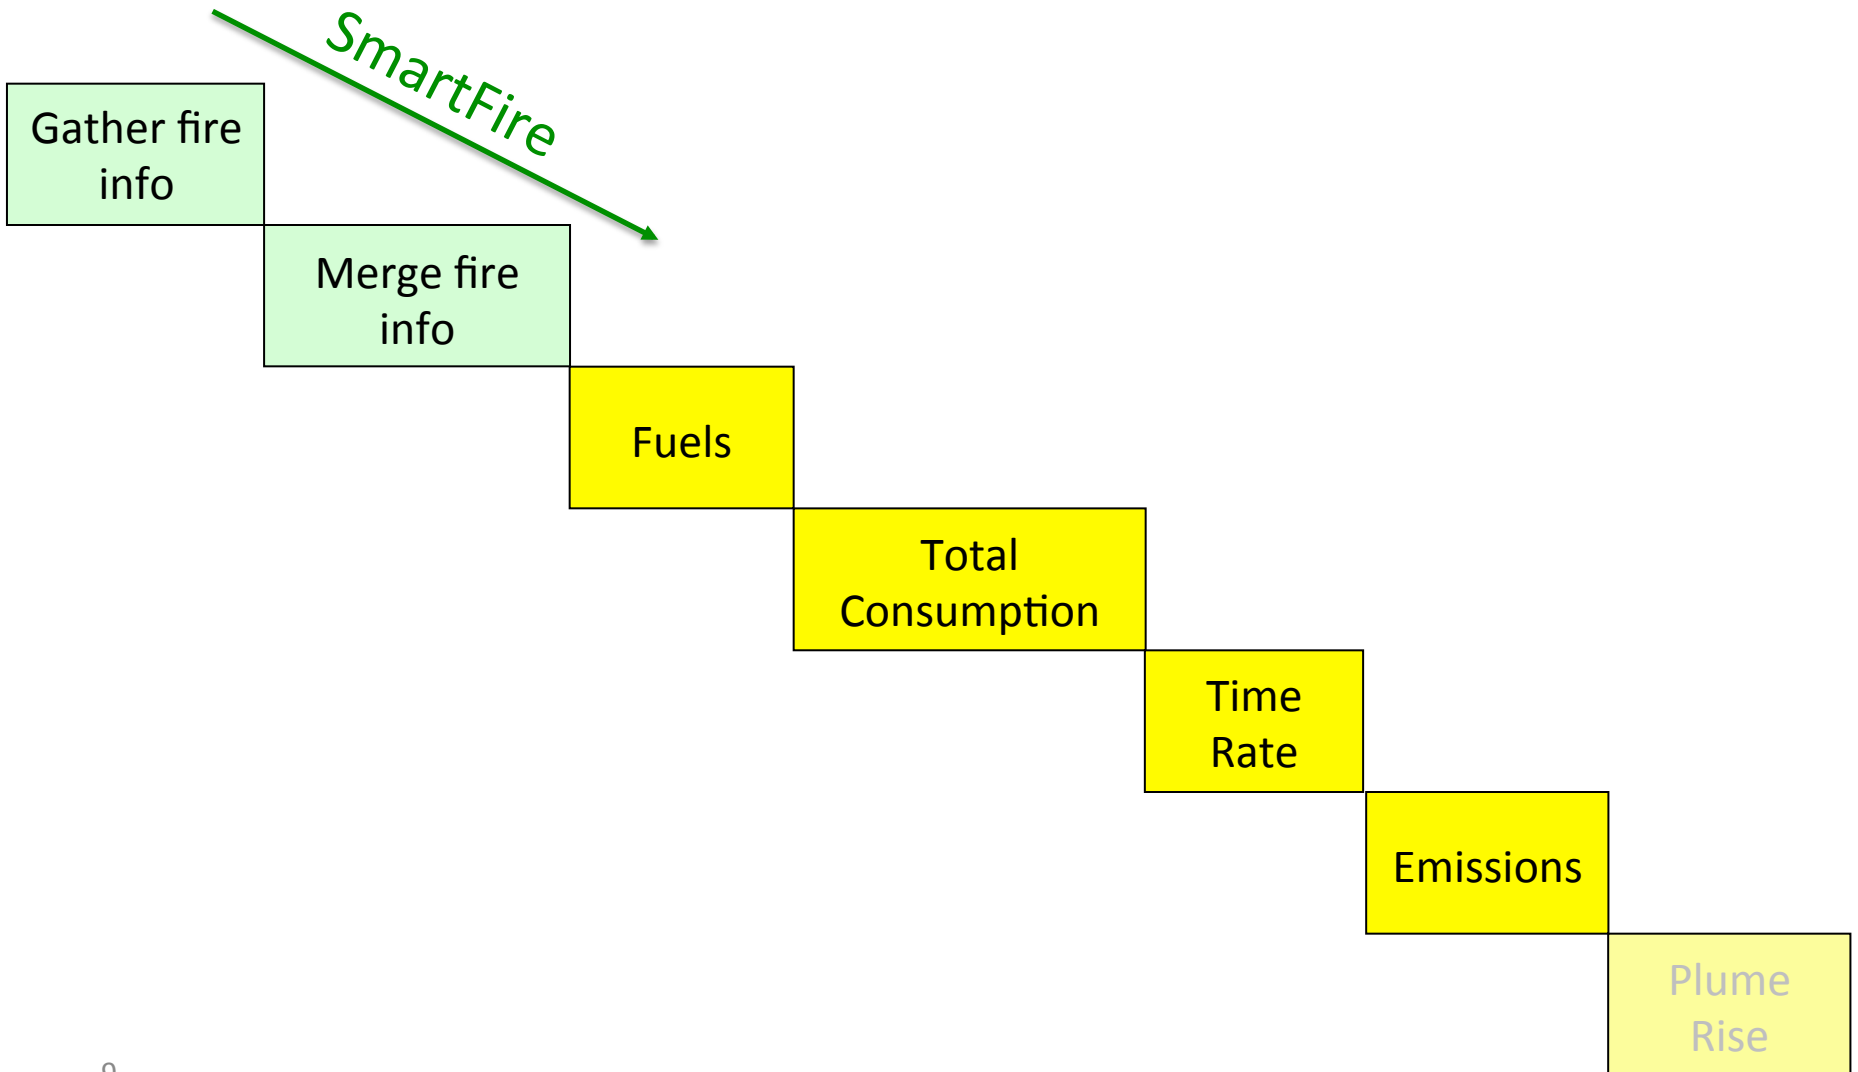 SmartFire
Gather fire
info
Merge fire
info
Fuels
Total
Consumption
Time
Rate
Emissions
Plume
Rise